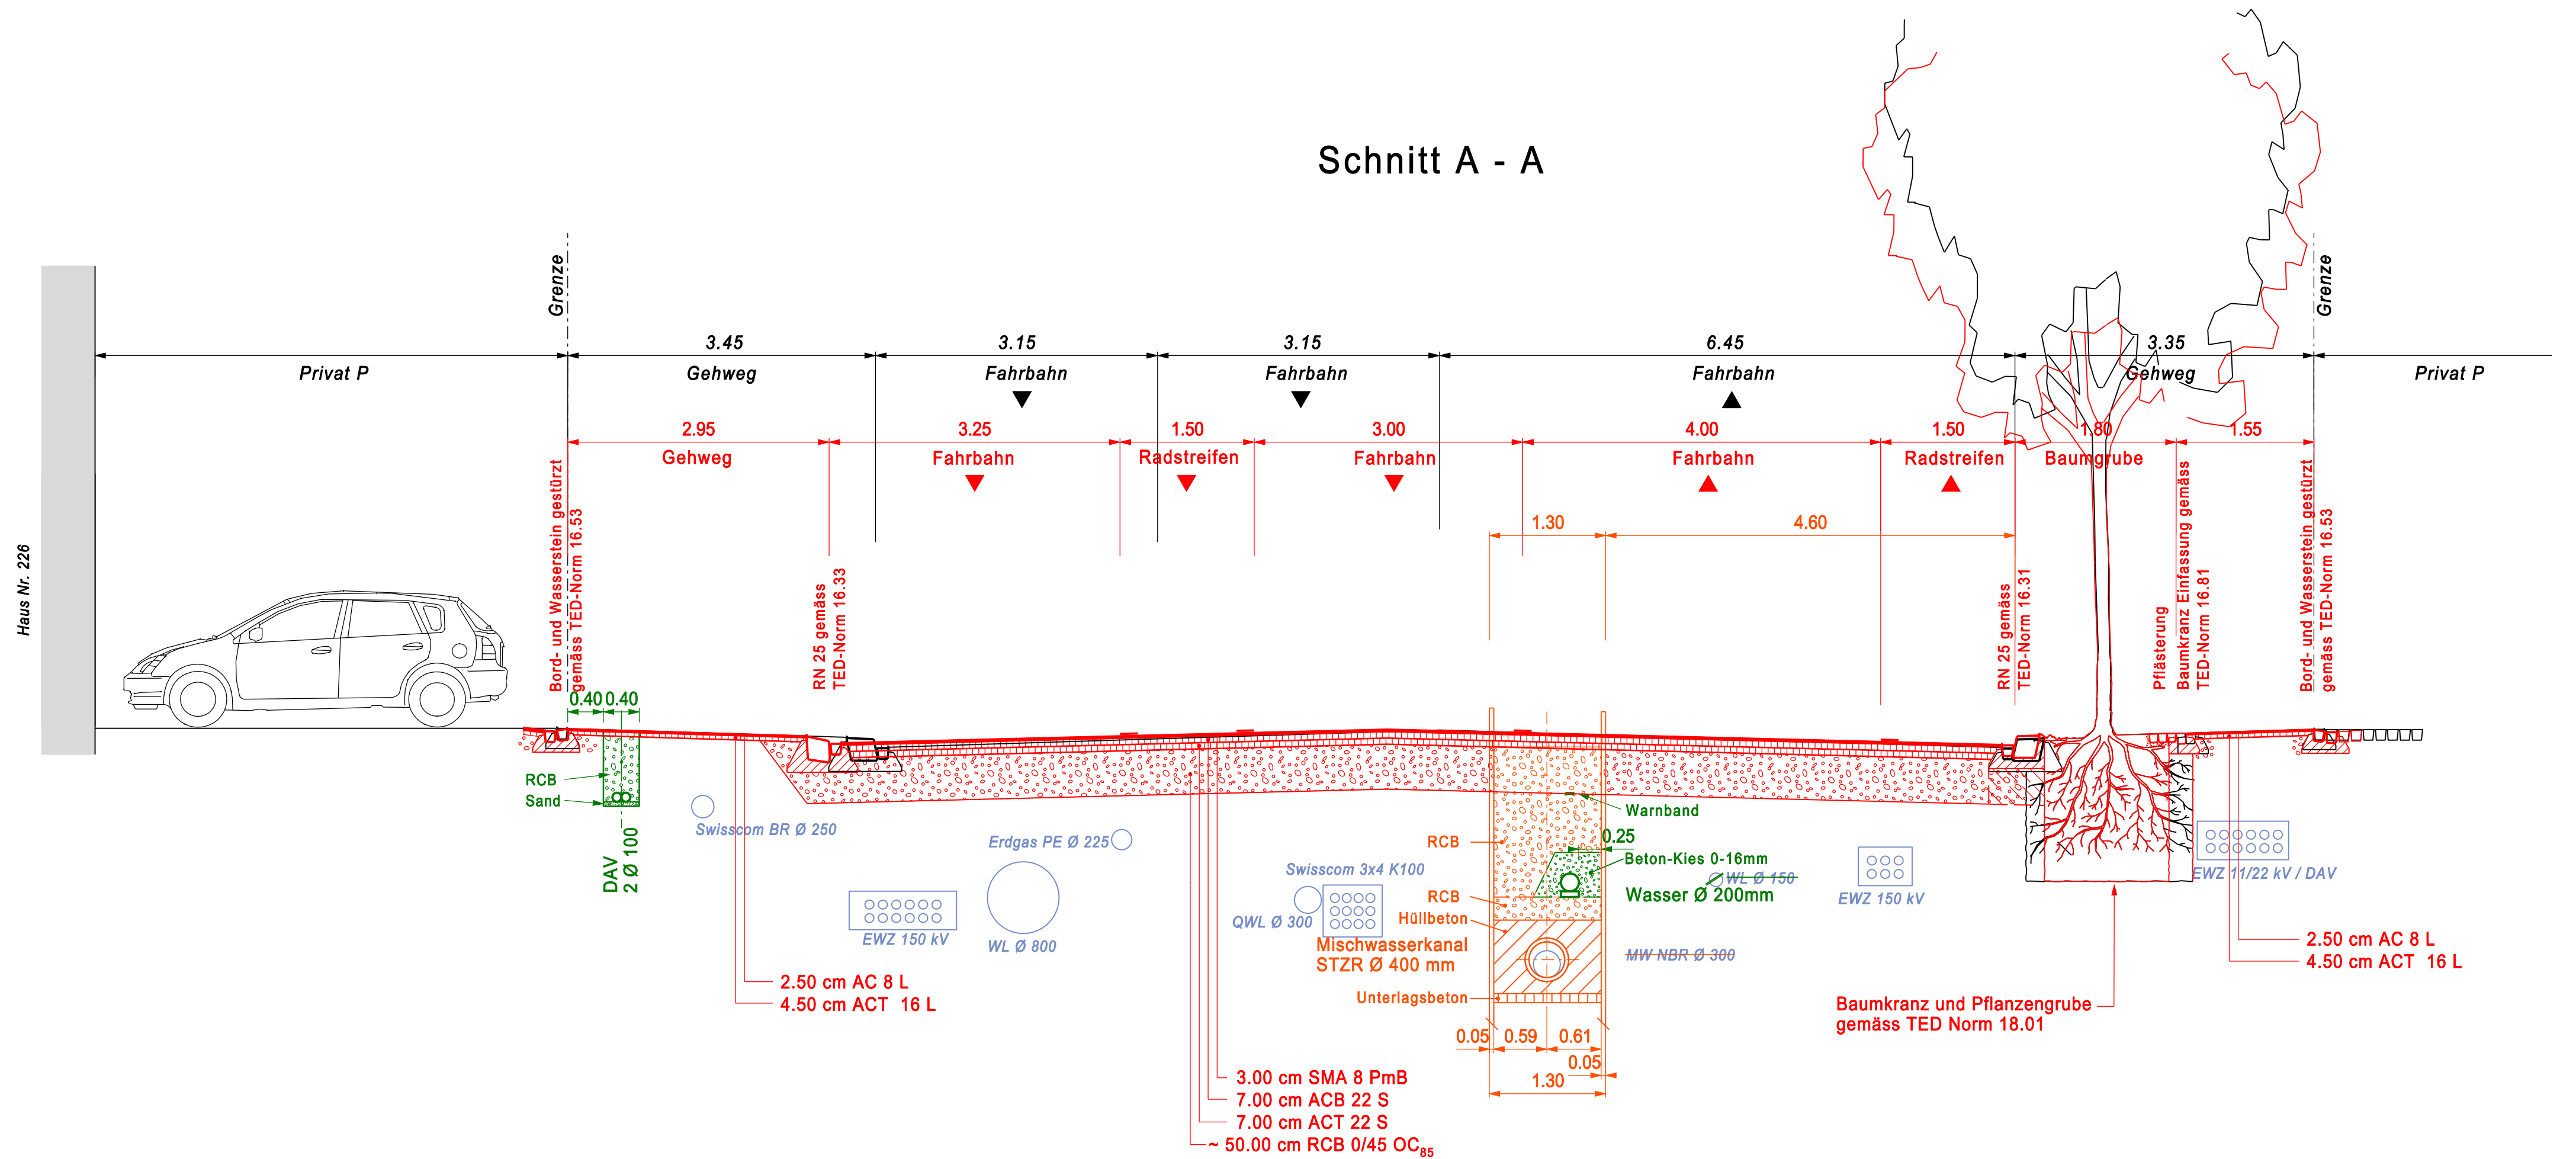 Schnitt A - A
Grenze
Grenze
3.45
3.15
3.15
6.45
3.35
Privat P
Gehweg
Fahrbahn
Fahrbahn
Fahrbahn
Gehweg
Privat P
2.95
3.25
1.50
3.00
4.00
1.50
1.80
1.55
Gehweg
Fahrbahn
Radstreifen
Fahrbahn
Fahrbahn
Radstreifen
Baumgrube
1.30
4.60
Haus Nr. 226
Bord- und Wasserstein gestürzt
gemäss TED-Norm 16.53
RN 25 gemäss
TED-Norm 16.33
RN 25 gemäss
TED-Norm 16.31
Pflästerung
Baumkranz Einfassung gemäss
TED-Norm 16.81
Bord- und Wasserstein gestürzt
gemäss TED-Norm 16.53
0.40
0.40
RCB
Sand
DAV
2 Ø 100
Swisscom BR Ø 250
Erdgas PE Ø 225
EWZ 150 kV
WL Ø 800
Swisscom 3x4 K100
QWL Ø 300
RCB
RCB
Hüllbeton
Mischwasserkanal
STZR Ø 400 mm
Unterlagsbeton
Warnband
0.25
Beton-Kies 0-16mm
WL Ø 150
Wasser Ø 200mm
MW NBR Ø 300
EWZ 150 kV
EWZ 11/22 kV / DAV
2.50 cm AC 8 L
4.50 cm ACT 16 L
2.50 cm AC 8 L
4.50 cm ACT 16 L
Baumkranz und Pflanzengrube
gemäss TED Norm 18.01
0.05
0.59
0.61
0.05
1.30
3.00 cm SMA 8 PmB
7.00 cm ACB 22 S
7.00 cm ACT 22 S
~ 50.00 cm RCB 0/45 OC85